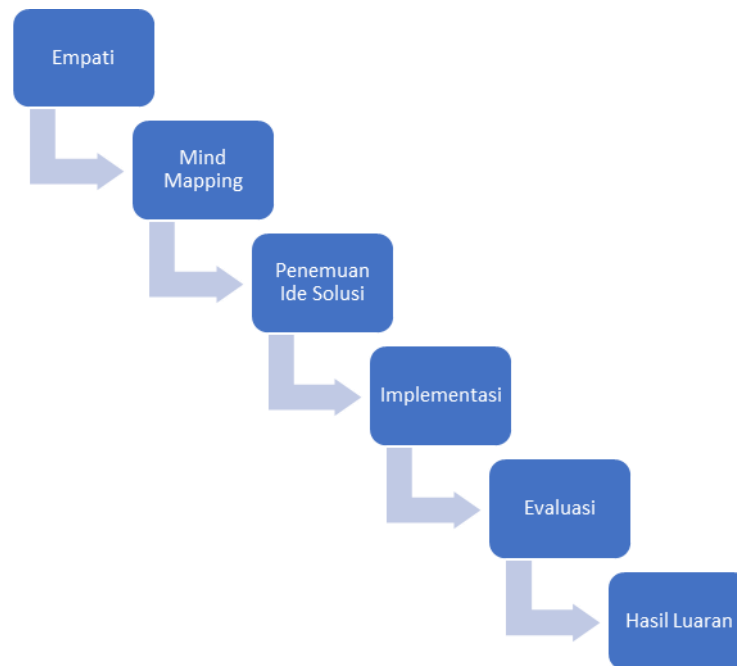 Empati
Mind
Mapping
Penemuan
Ide Solusi
Implementasi
Evaluasi
Hasil Luaran